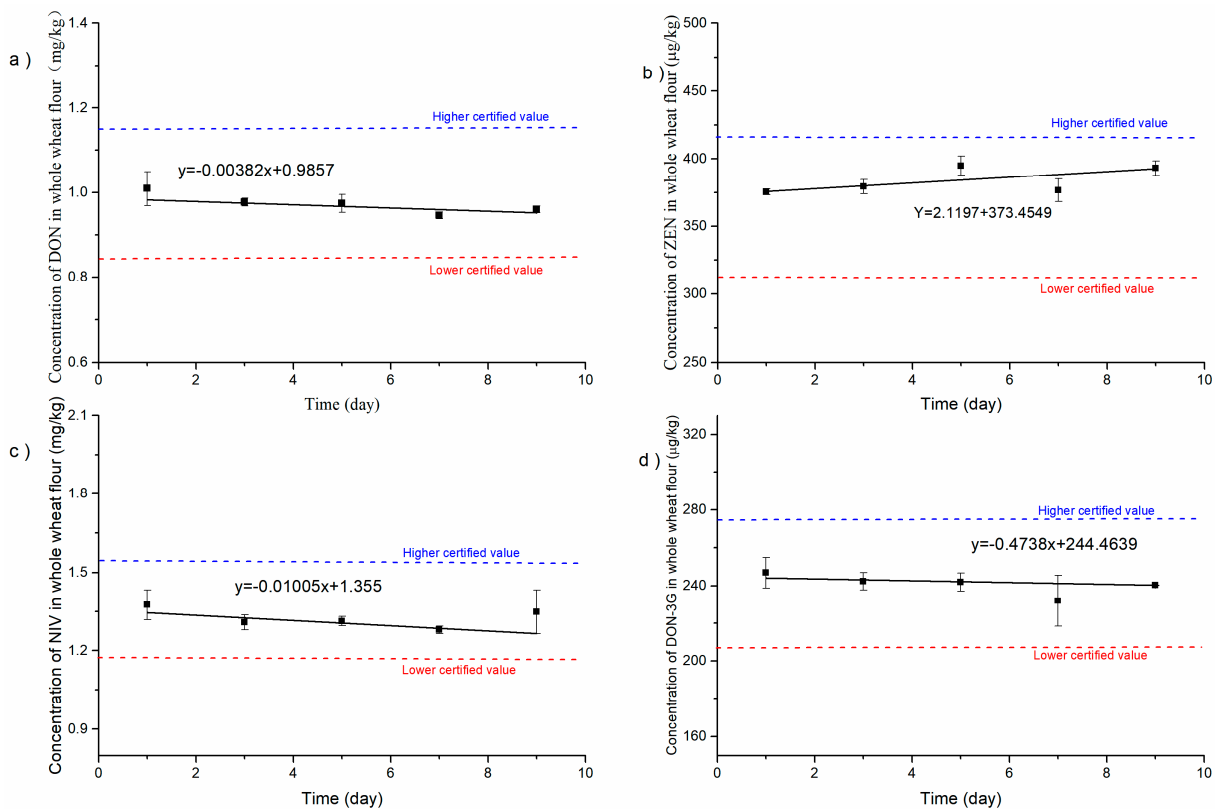 a )
Concentration of DON in whole wheat flour (mg/kg)
1.4
1.2
1.0
0.8
0.6
Higher certified value
y=-0.00382x+0.9857
Lower certified value
0 2 4 6 8 10
Time (day)
b )
Concentration of ZEN in whole wheat flour (μg/kg)
500
450
400
350
300
250
Higher certified value
Y=2.1197+373.4549
Lower certified value
0 2 4 6 8 10
Time (day)
c )
Concentration of NIV in whole wheat flour (mg/kg)
2.1
1.8
1.5
1.2
0.9
Higher certified value
y=-0.01005x+1.355
Lower certified value
0 2 4 6 8 10
Time (day)
d )
Concentration of DON-3G in whole wheat flour (μg/kg)
320
280
240
200
160
Higher certified value
y=-0.4738x+244.4639
Lower certified value
0 2 4 6 8 10
Time (day)